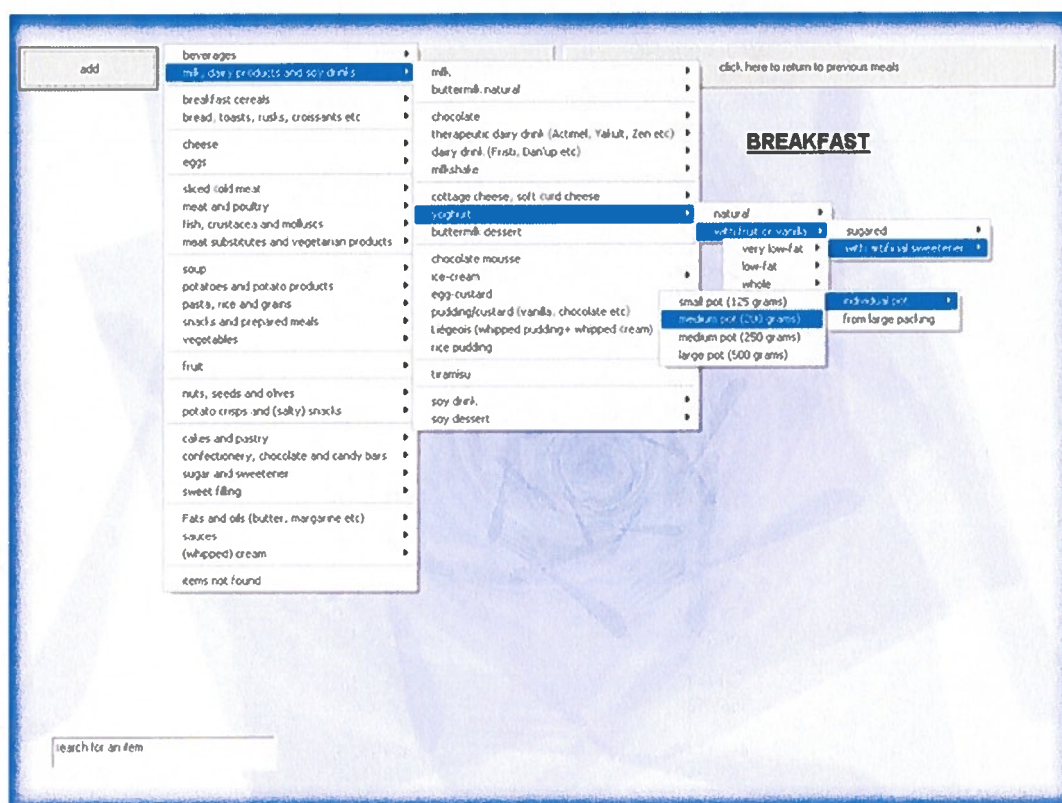 add
click here to return to previous meals
BREAKFAST
beverages
milk, dairy products and soy drinks
breakfast cereals
bread, toasts, rusks, croissants etc
cheese
eggs
sliced cold meat
meat and poultry
fish, crustacea and molluscs
meat substitutes and vegetarian products
soup
potatoes and potato products
pasta, rice and grains
snacks and prepared meals
vegetables
fruit
nuts, seeds and olives
potato crisps and (salty) snacks
cakes and pastry
confectionery, chocolate and candy bars
sugar and sweetener
sweet filling
Fats and oils (butter, margarine etc)
sauces
(whipped) cream
items not found
milk
buttermilk natural
chocolate
therapeutic dairy drink (Actimel, Yakult, Zen etc)
dairy drink (Fristi, Dan'up etc)
milkshake
cottage cheese, soft curd cheese
yoghurt
buttermilk dessert
chocolate mousse
ice-cream
egg-custard
pudding/custard (vanilla, chocolate etc)
Liégeois (whipped pudding+ whipped cream)
rice pudding
tiramisu
soy drink
soy dessert
natural
with fruit or vanilla
very low-fat
low-fat
whole
sugared
with artificial sweetener
individual pot
from large packing
small pot (125 grams)
medium pot (200 grams)
medium pot (250 grams)
large pot (500 grams)
search for an item